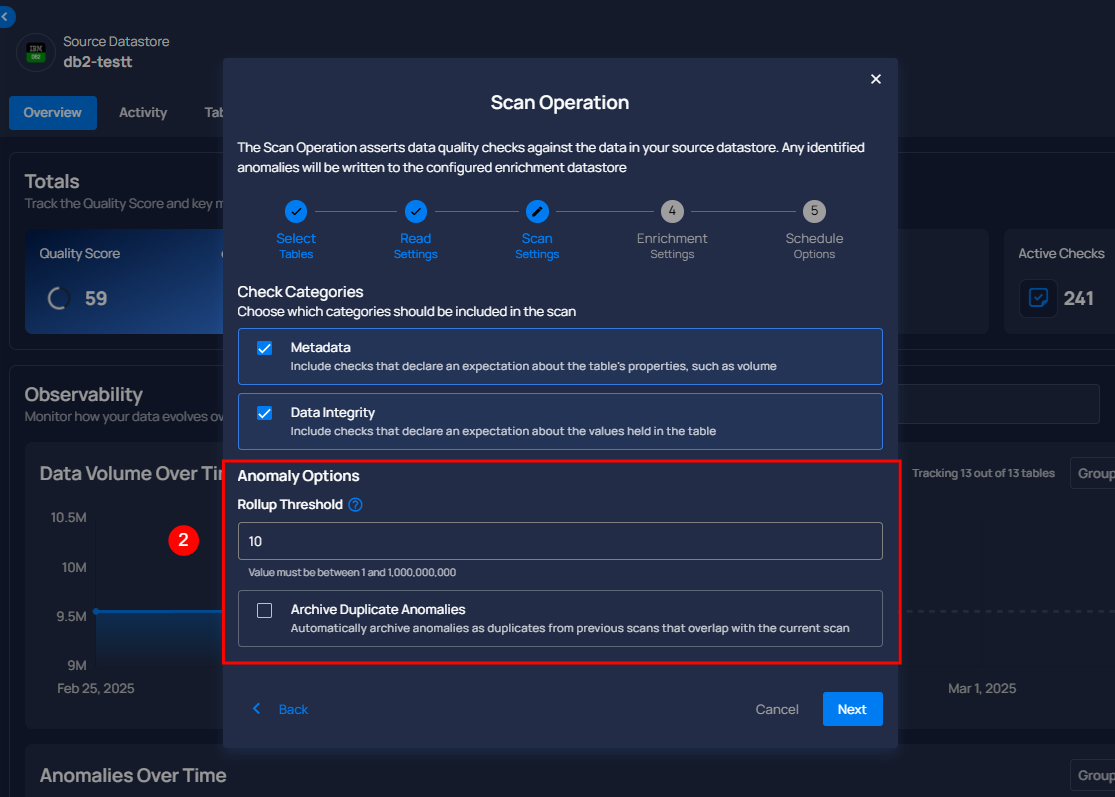 Source Datastore
IBM
DB2
db2-testt
Overview
Activity
Tab
Totals
Track the Quality Score and key m
Quality Score
59
Active Checks
241
Observability
Monitor how your data evolves ov
Data Volume Over Tim
Tracking 13 out of 13 tables
Group
10.5M
10M
9.5M
9M
Feb 25, 2025
Mar 1, 2025
Anomalies Over Time
Group
2
Scan Operation
The Scan Operation asserts data quality checks against the data in your source datastore. Any identified
anomalies will be written to the configured enrichment datastore
Select
Tables
Read
Settings
Scan
Settings
4
Enrichment
Settings
5
Schedule
Options
Check Categories
Choose which categories should be included in the scan
Metadata
Include checks that declare an expectation about the table's properties, such as volume
Data Integrity
Include checks that declare an expectation about the values held in the table
Anomaly Options
Rollup Threshold ?
10
Value must be between 1 and 1,000,000,000
Archive Duplicate Anomalies
Automatically archive anomalies as duplicates from previous scans that overlap with the current scan
Back
Cancel
Next